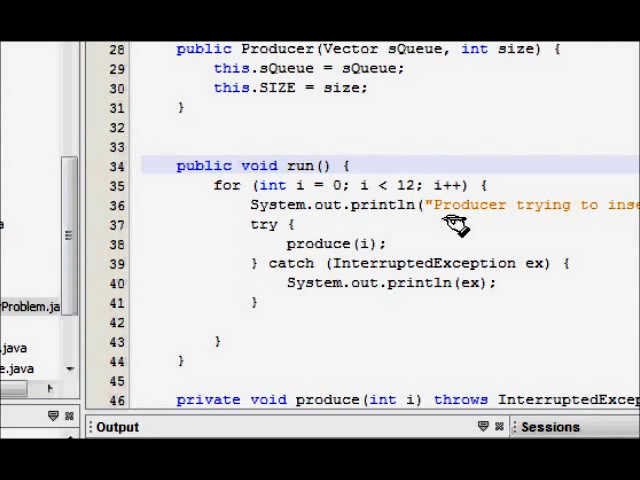 28 public Producer(Vector sQueue, int size) {
29 this.sQueue = sQueue;
30 this.SIZE = size;
31 }
32
33
34 public void run() {
35 for (int i = 0; i < 12; i++) {
36 System.out.println("Producer trying to inse
37 try {
38 produce(i);
39 } catch (InterruptedException ex) {
40 System.out.println(ex);
41 }
42
43 }
44 }
45
46 private void produce(int i) throws InterruptedExcep
rProblem.ja
.java
e.java
Output
Sessions